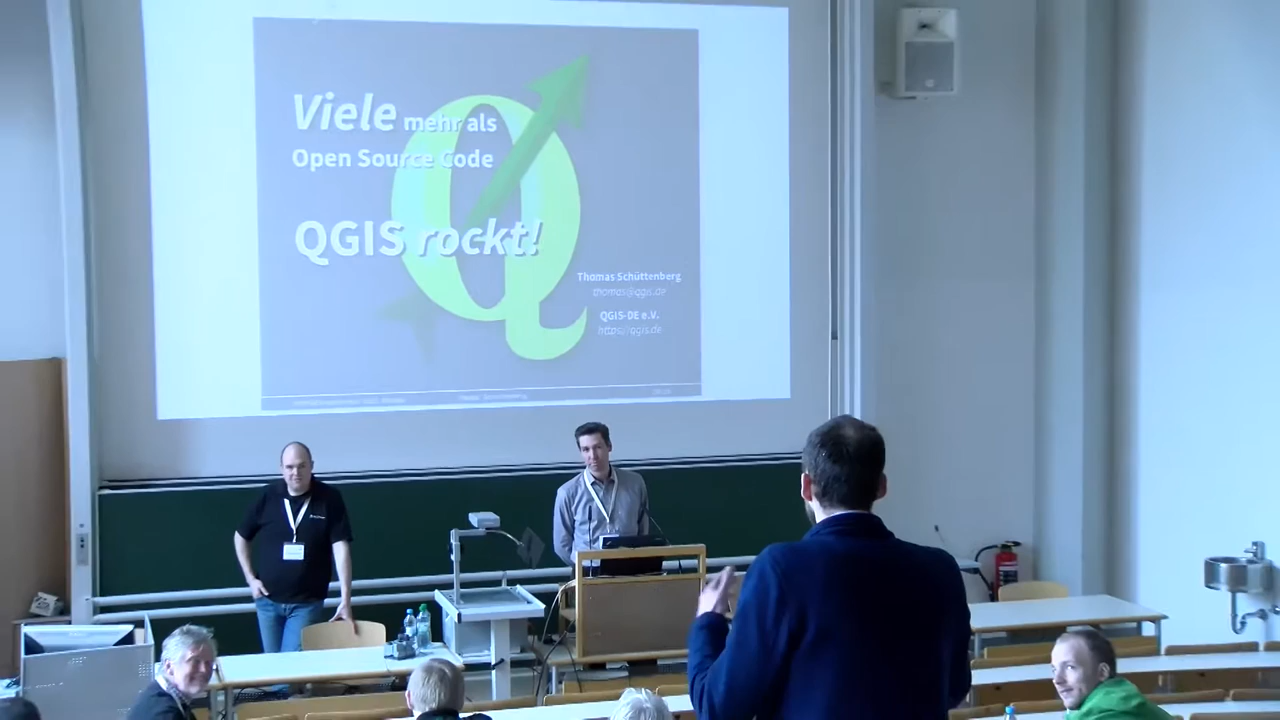 Viele mehr als
Open Source Code
QGIS rockt!
Thomas Schüttenberg
thomas@qgis.de
QGIS-DE e.V.
https://qgis.de